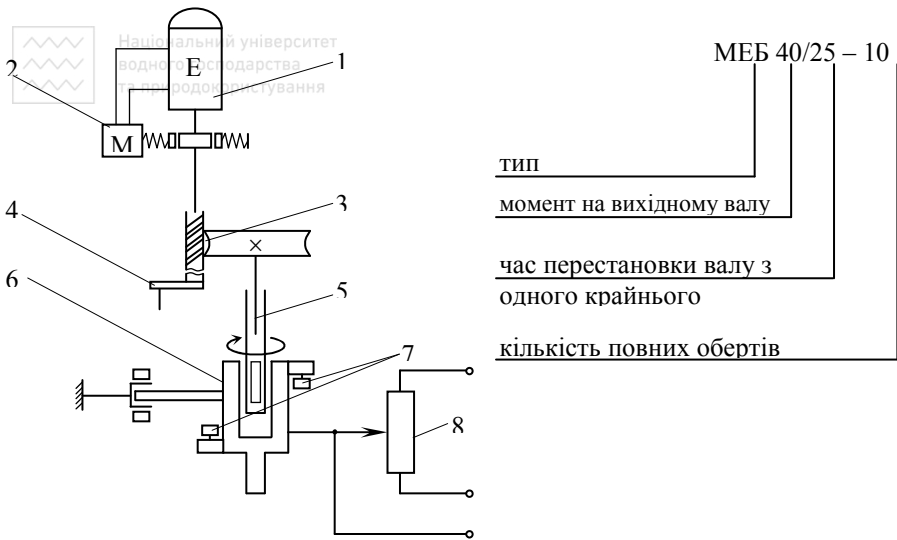 Національний університет
водного господарства
та природокористування
1
2
E
M
3
4
5
6
7
8
МЕБ 40/25 – 10
тип
момент на вихідному валу
час перестановки валу з
одного крайнього
кількість повних обертів